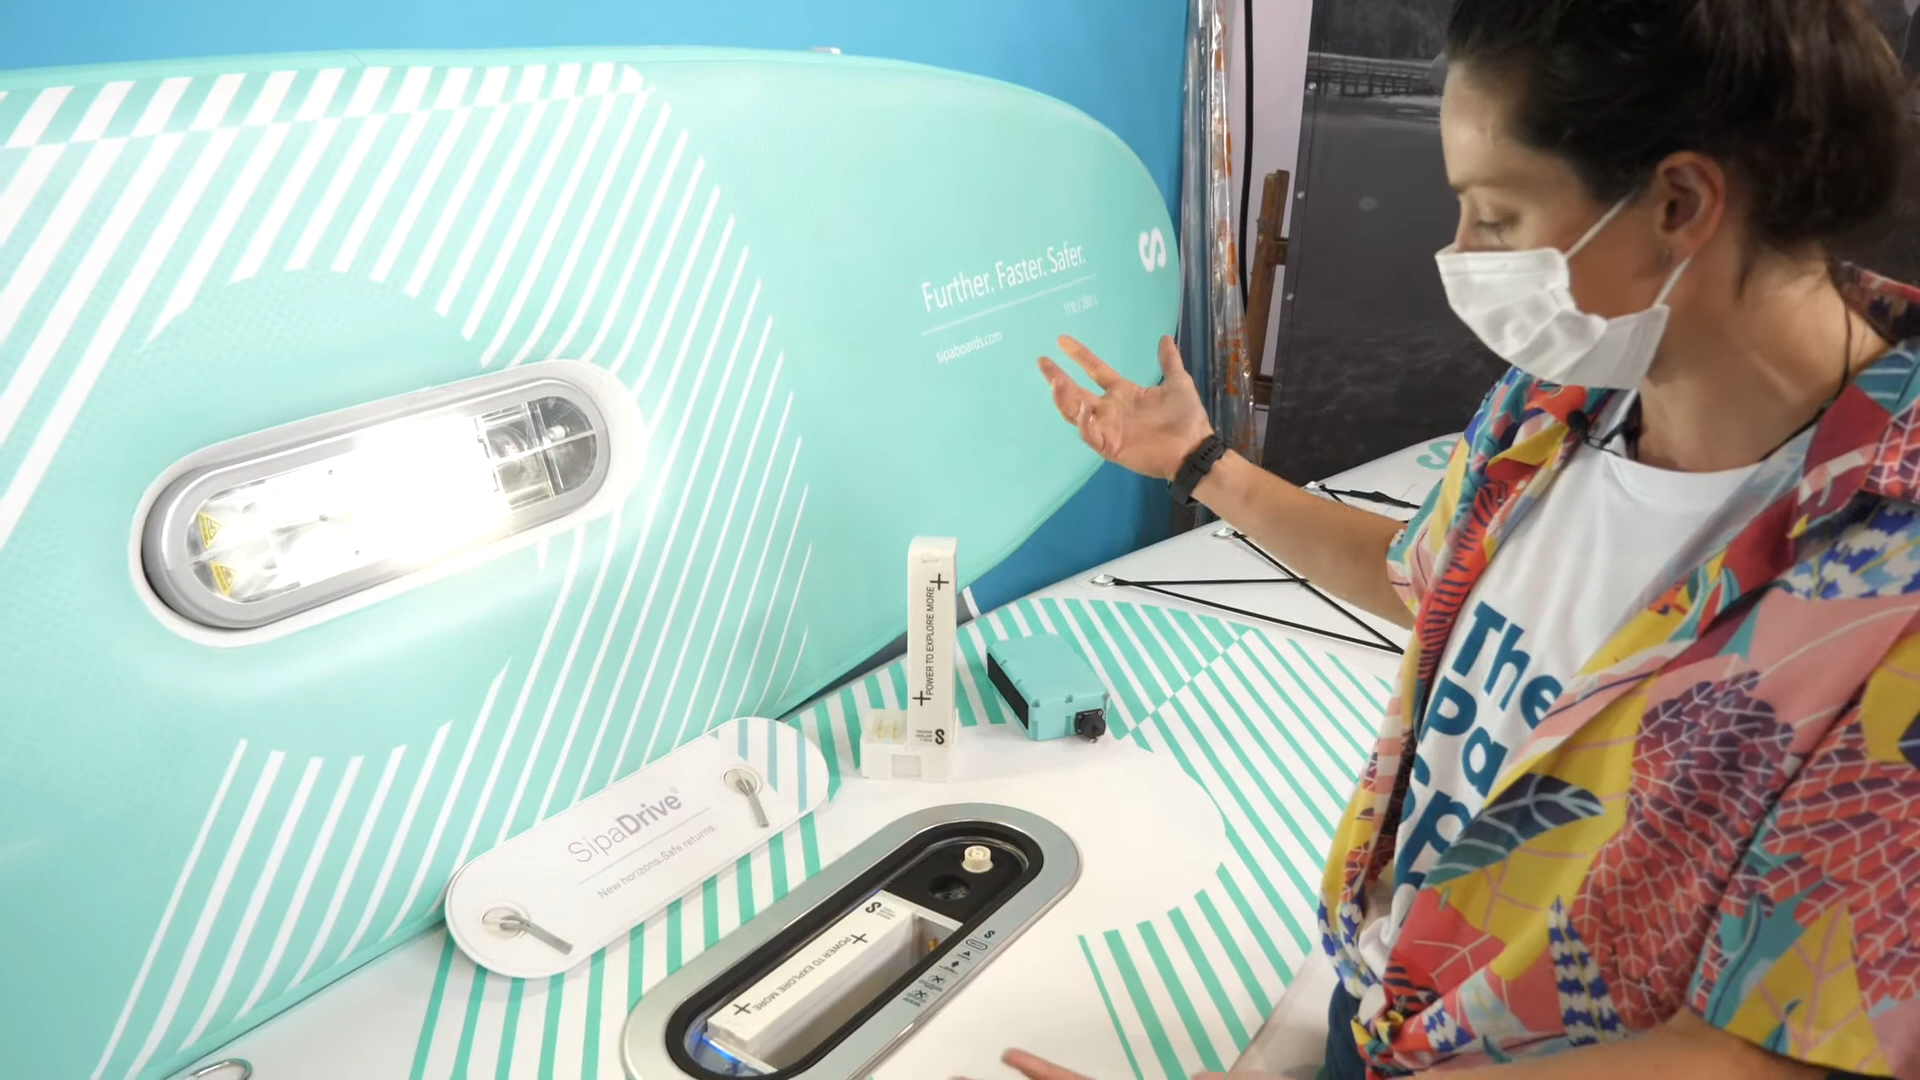 Further. Faster. Safer.
sipaboards.com
POWER TO EXPLORE MORE
SipaDrive®
New horizons. Safe returns.
POWER TO EXPLORE MORE
The
Pa